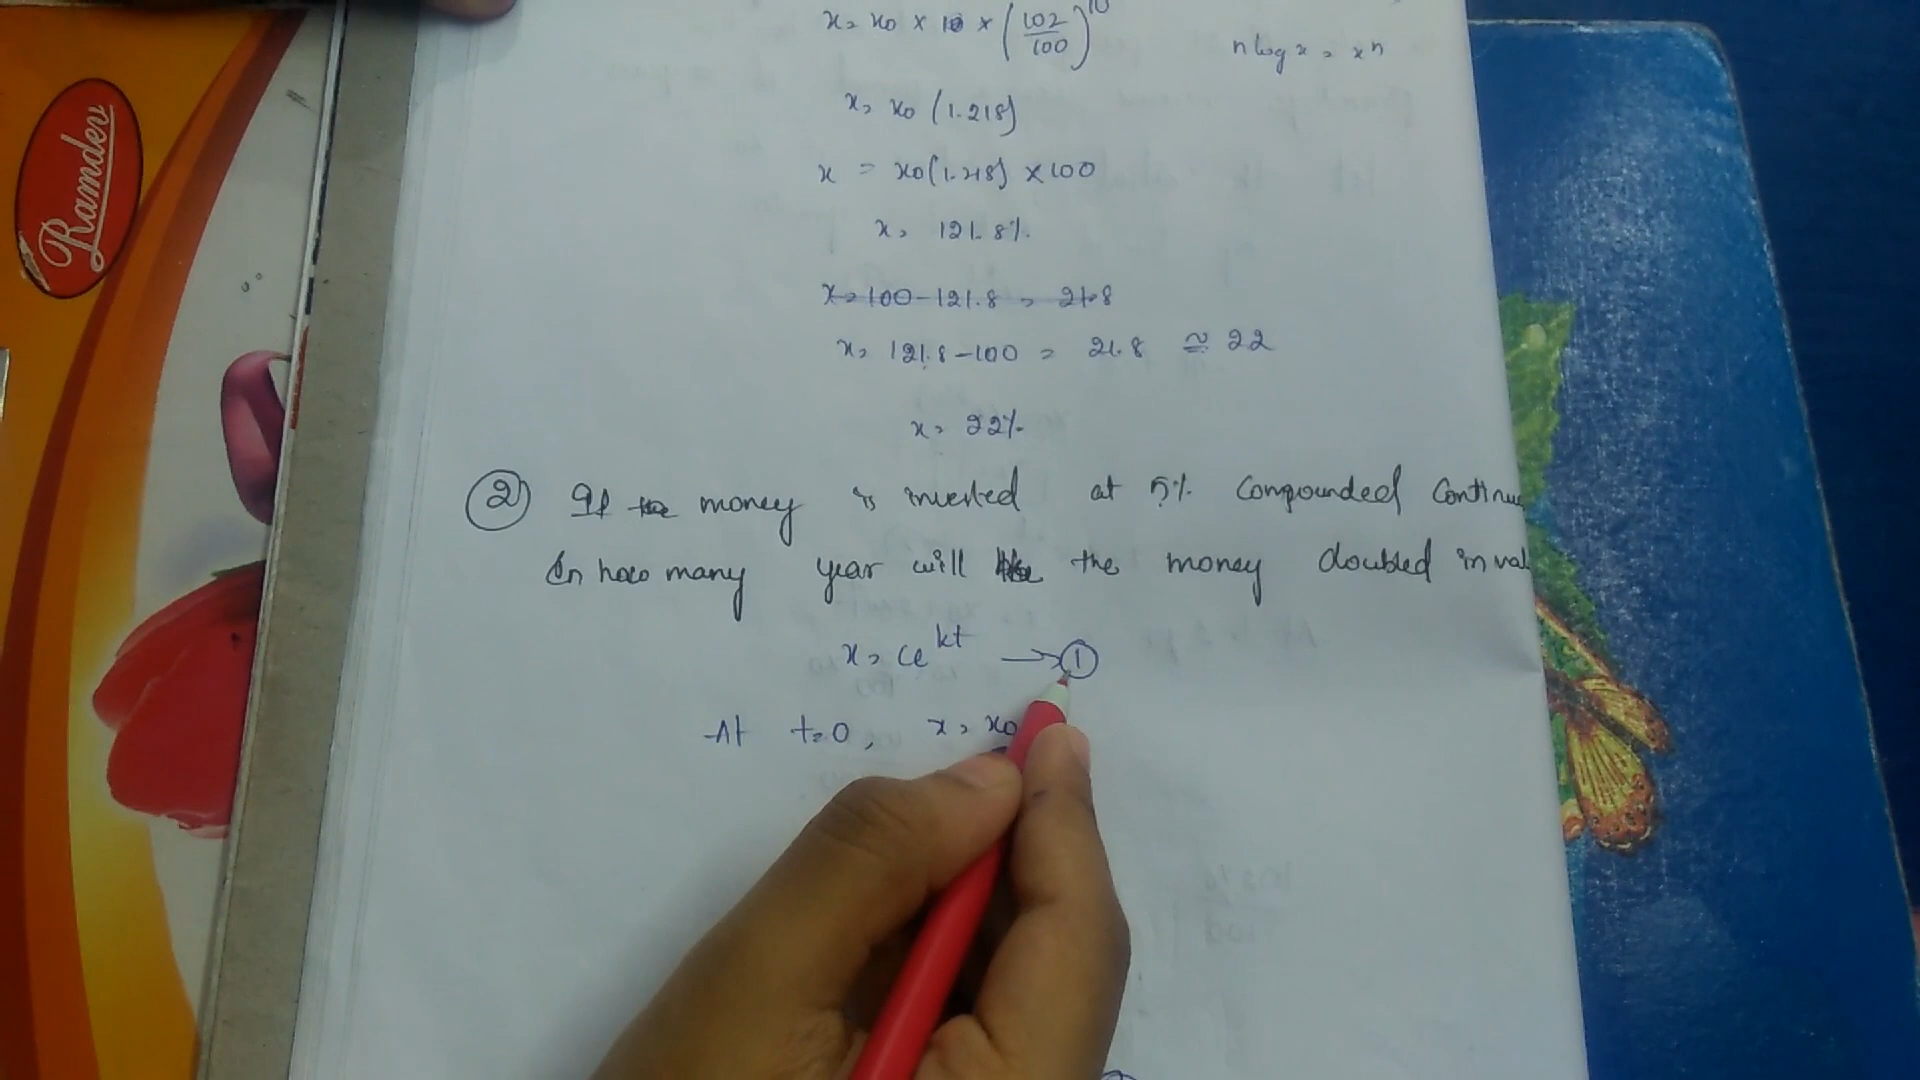 Ramdev
x = x0 × 10 × (102/100)^10
n log x = x^n
x = x0 (1.218)
x = x0(1.218) × 100
x = 121.8%.
x = 100 - 121.8 = 21.8
x = 121.8 - 100 = 21.8 ≅ 22
x = 22%.
② If money is invested at 5%. Compounded Continu
In how many year will the money doubled in val
x = ce^kt → ①
At t=0, x = x0